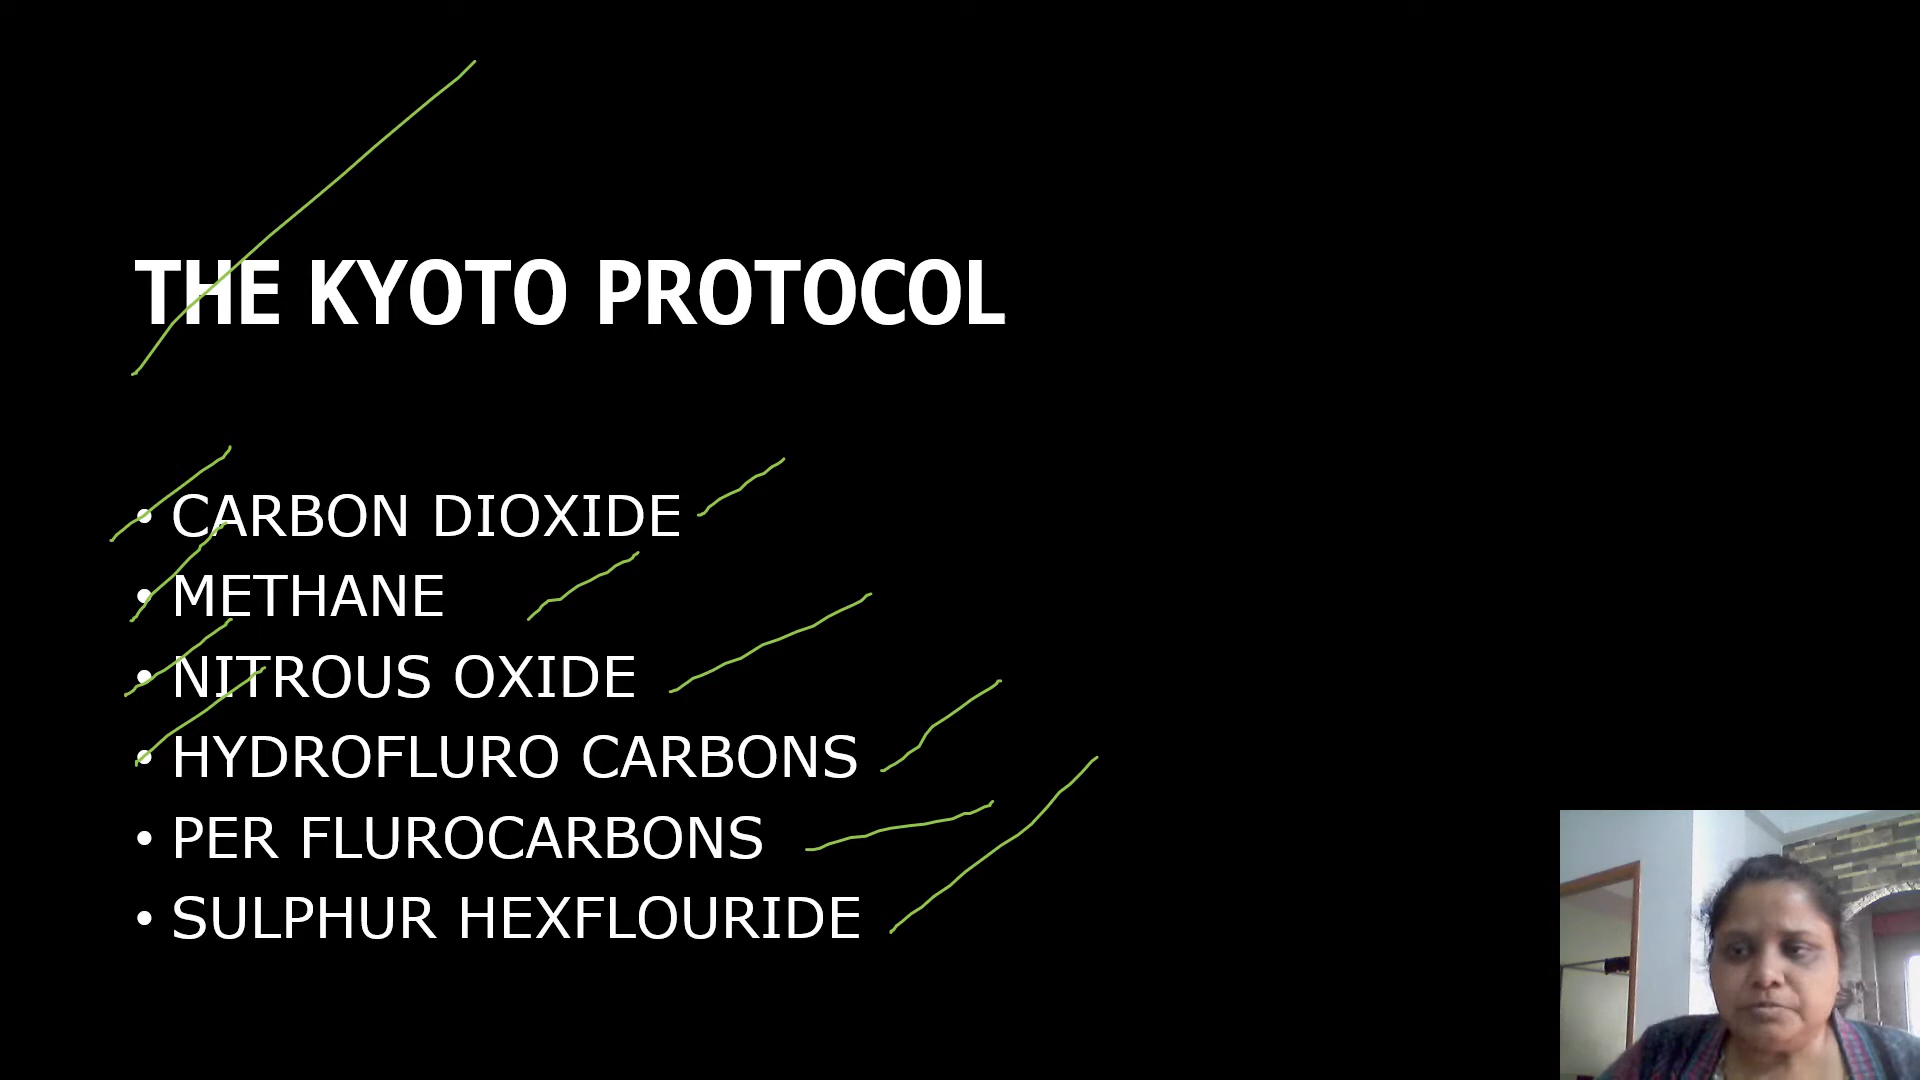 THE KYOTO PROTOCOL
• CARBON DIOXIDE
• METHANE
• NITROUS OXIDE
• HYDROFLURO CARBONS
• PER FLUROCARBONS
• SULPHUR HEXFLOURIDE